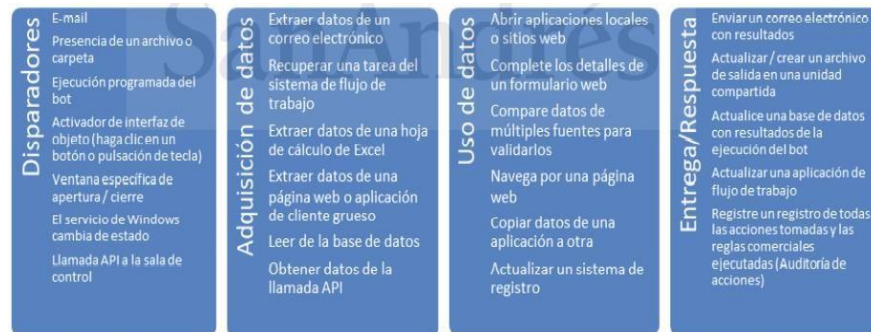 Disparadores
E-mail
Presencia de un archivo o
carpeta
Ejecución programada del
bot
Activador de interfaz de
objeto (haga clic en un
botón o pulsación de tecla)
Ventana específica de
apertura / cierre
El servicio de Windows
cambia de estado
Llamada API a la sala de
control
Adquisición de datos
Extraer datos de un
correo electrónico
Recuperar una tarea del
sistema de flujo de
trabajo
Extraer datos de una hoja
de cálculo de Excel
Extraer datos de una
página web o aplicación
de cliente grueso
Leer de la base de datos
Obtener datos de la
llamada API
Uso de datos
Abrir aplicaciones locales
o sitios web
Complete los detalles de
un formulario web
Compare datos de
múltiples fuentes para
validarlos
Navega por una página
web
Copiar datos de una
aplicación a otra
Actualizar un sistema de
registro
Entrega/Respuesta
Enviar un correo electrónico
con resultados
Actualizar / crear un archivo
de salida en una unidad
compartida
Actualice una base de datos
con resultados de la
ejecución del bot
Actualizar una aplicación de
flujo de trabajo
Registre un registro de todas
las acciones tomadas y las
reglas comerciales
ejecutadas (Auditoría de
acciones)
SanAndrés